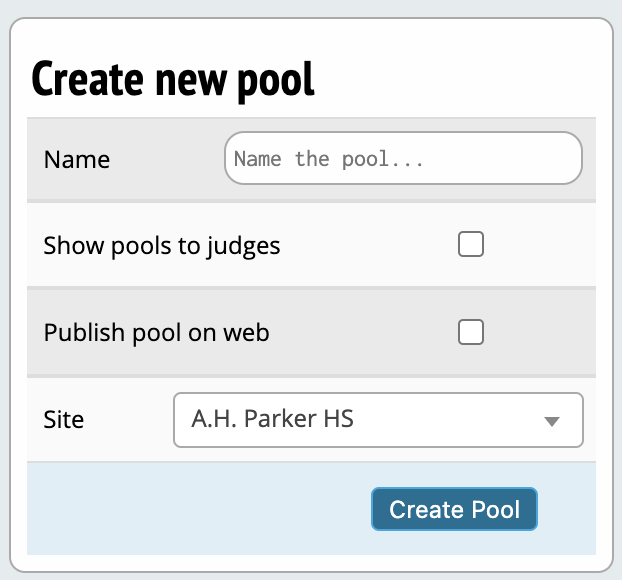 Create new pool
Name
Name the pool...
Show pools to judges
Publish pool on web
Site
A.H. Parker HS
Create Pool